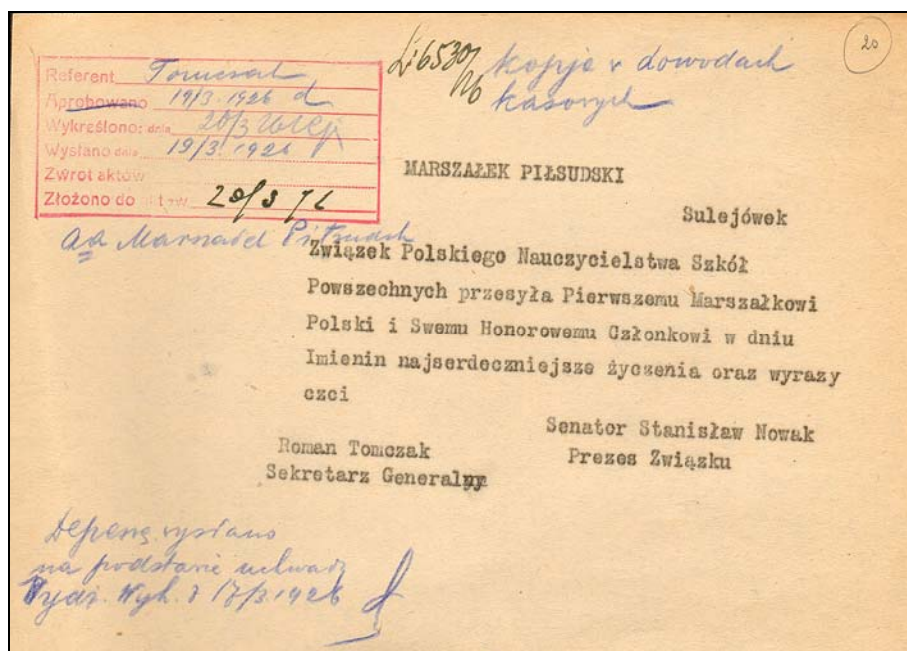 20
L: 6530/26
kopje w dowodach
kasowych
Referent Tomczak
Aprobowano 19/3.1926 d
Wykreślono: dnia 20/3
Wysłano dnia 19/3.1926
Zwrot aktów
Złożono do 20/3
MARSZAŁEK PIŁSUDSKI
Sulejówek
aa Marszałek Piłsudski
Związek Polskiego Nauczycielstwa Szkół
Powszechnych przesyła Pierwszemu Marszałkowi
Polski i Swemu Honorowemu Członkowi w dniu
Imienin najserdeczniejsze życzenia oraz wyrazy
czci
Senator Stanisław Nowak
Prezes Związku
Roman Tomczak
Sekretarz Generalny
Depeszę wysłano
na podstawie uchwały
Wydz. Wyk. z 17/3.1926